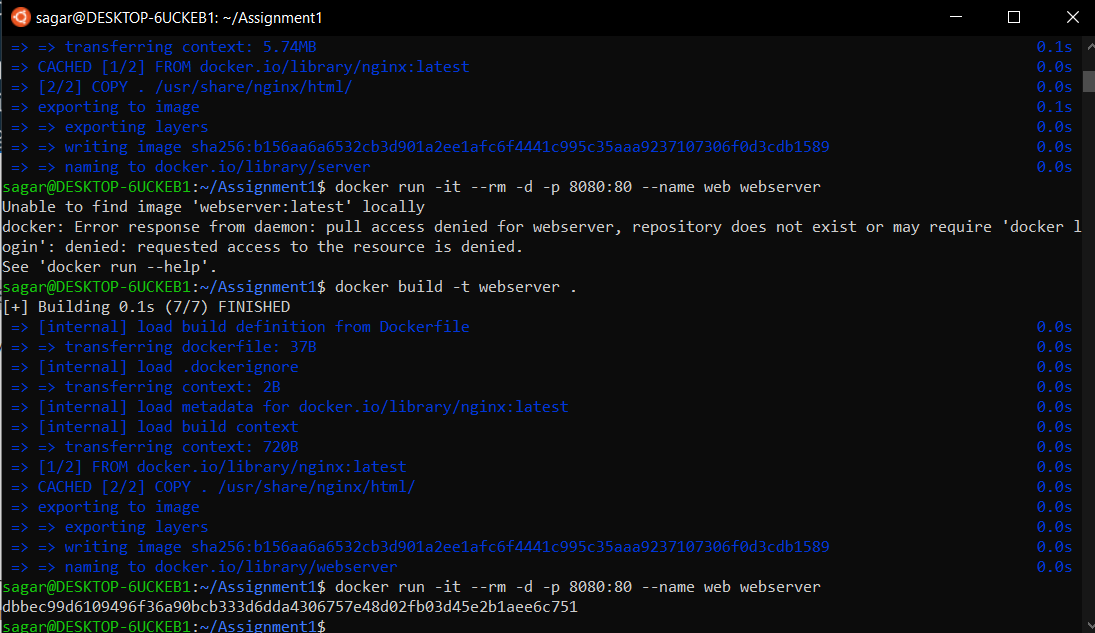 sagar@DESKTOP-6UCKEB1: ~/Assignment1
=> => transferring context: 5.74MB 0.1s
=> CACHED [1/2] FROM docker.io/library/nginx:latest 0.0s
=> [2/2] COPY . /usr/share/nginx/html/ 0.0s
=> exporting to image 0.1s
=> => exporting layers 0.0s
=> => writing image sha256:b156aa6a6532cb3d901a2ee1afc6f4441c995c35aaa9237107306f0d3cdb1589 0.0s
=> => naming to docker.io/library/server 0.0s
sagar@DESKTOP-6UCKEB1:~/Assignment1$ docker run -it --rm -d -p 8080:80 --name web webserver
Unable to find image 'webserver:latest' locally
docker: Error response from daemon: pull access denied for webserver, repository does not exist or may require 'docker l
ogin': denied: requested access to the resource is denied.
See 'docker run --help'.
sagar@DESKTOP-6UCKEB1:~/Assignment1$ docker build -t webserver .
[+] Building 0.1s (7/7) FINISHED
=> [internal] load build definition from Dockerfile 0.0s
=> => transferring dockerfile: 37B 0.0s
=> [internal] load .dockerignore 0.0s
=> => transferring context: 2B 0.0s
=> [internal] load metadata for docker.io/library/nginx:latest 0.0s
=> [internal] load build context 0.0s
=> => transferring context: 720B 0.0s
=> [1/2] FROM docker.io/library/nginx:latest 0.0s
=> CACHED [2/2] COPY . /usr/share/nginx/html/ 0.0s
=> exporting to image 0.0s
=> => exporting layers 0.0s
=> => writing image sha256:b156aa6a6532cb3d901a2ee1afc6f4441c995c35aaa9237107306f0d3cdb1589 0.0s
=> => naming to docker.io/library/webserver 0.0s
sagar@DESKTOP-6UCKEB1:~/Assignment1$ docker run -it --rm -d -p 8080:80 --name web webserver
dbbec99d6109496f36a90bcb333d6dda4306757e48d02fb03d45e2b1aee6c751
sagar@DESKTOP-6UCKEB1:~/Assignment1$